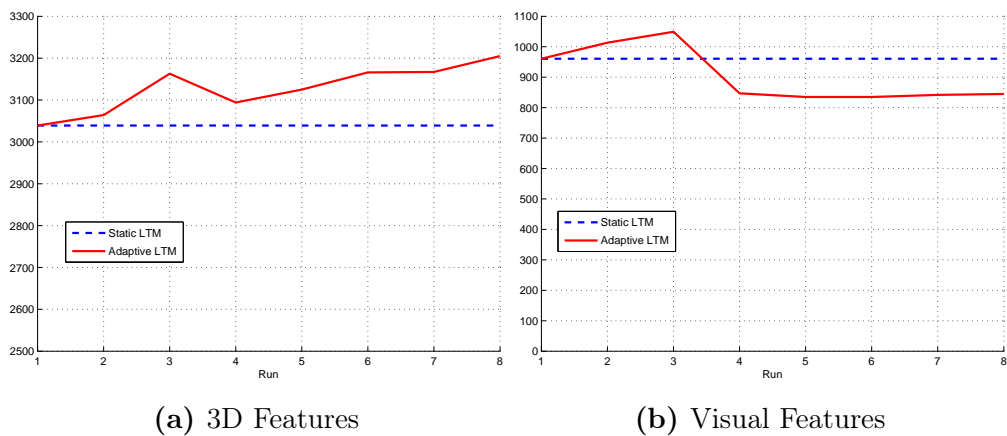 3300
3200
3100
3000
2900
2800
2700
2600
2500
1 2 3 4 5 6 7 8
Run
Static LTM
Adaptive LTM
(a) 3D Features
1100
1000
900
800
700
600
500
400
300
200
100
0
1 2 3 4 5 6 7 8
Run
Static LTM
Adaptive LTM
(b) Visual Features